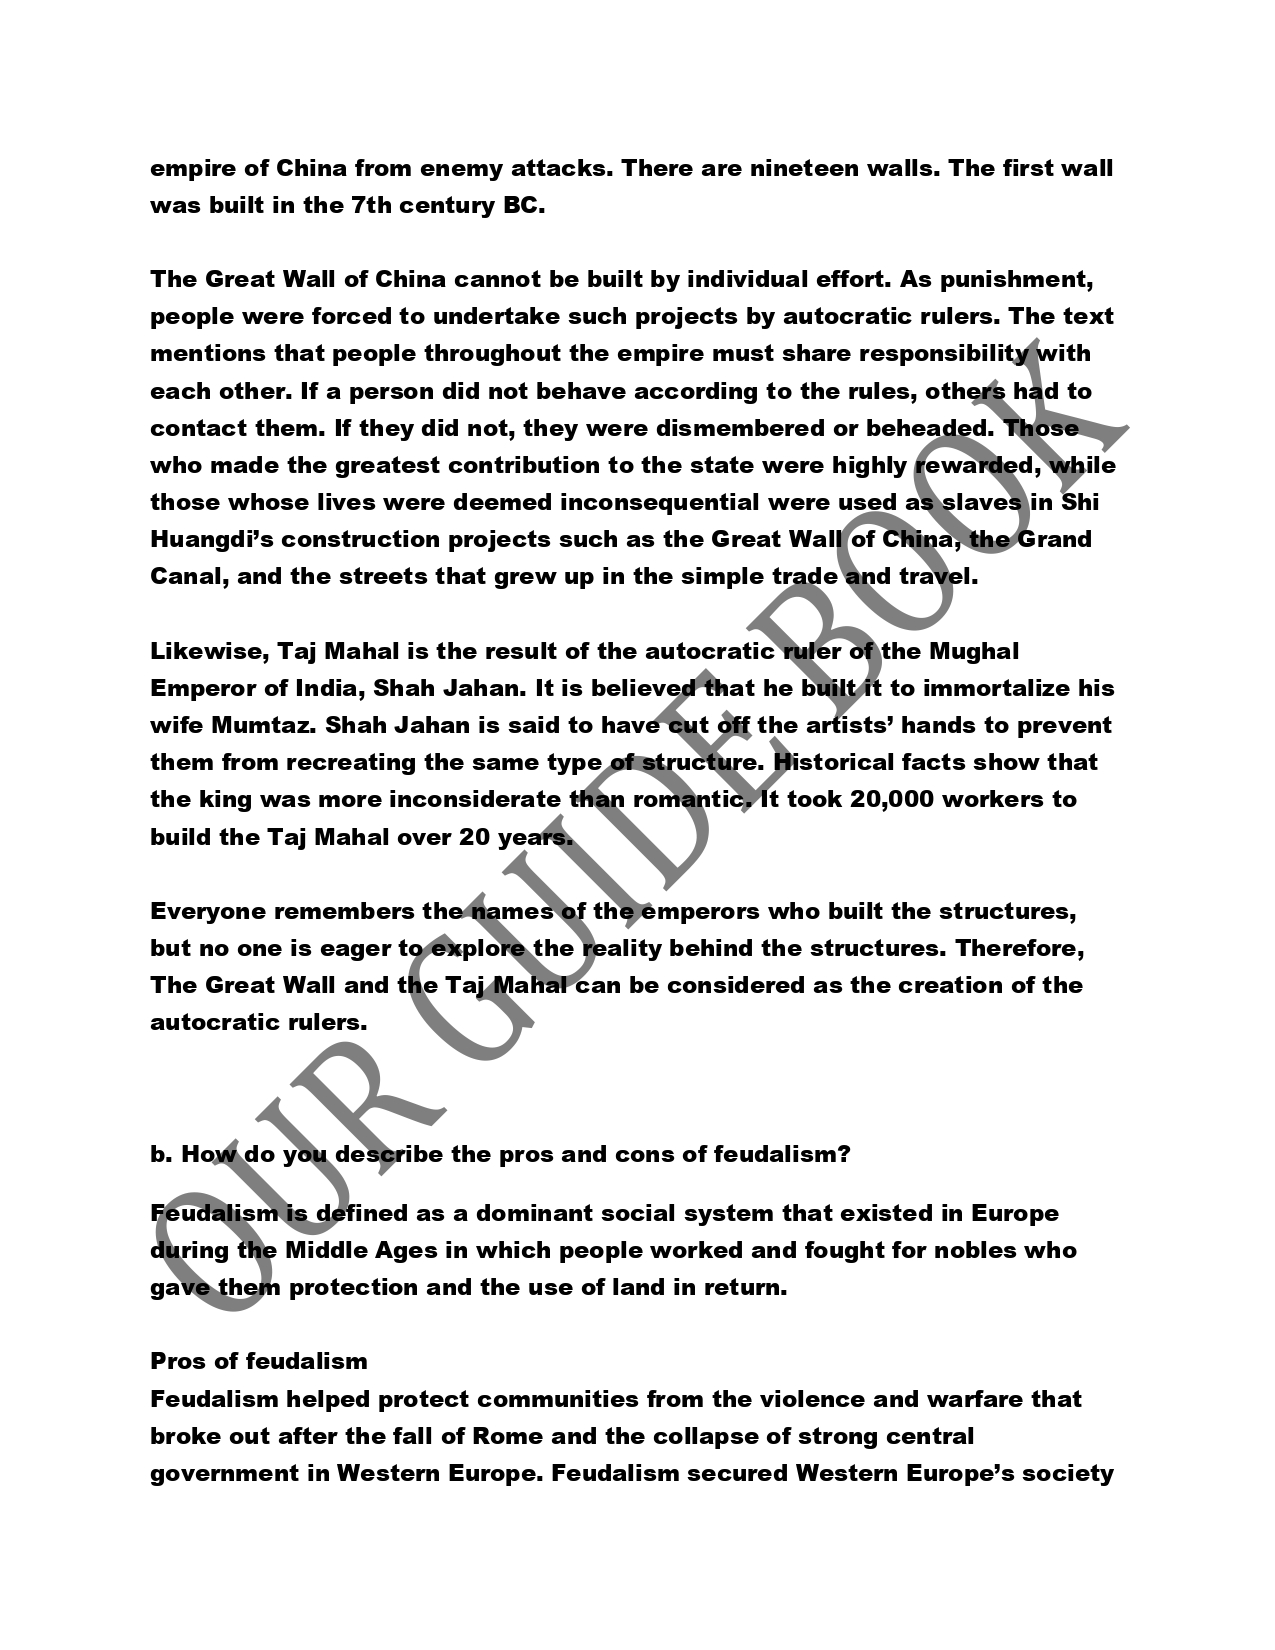 empire of China from enemy attacks. There are nineteen walls. The first wall
was built in the 7th century BC.
The Great Wall of China cannot be built by individual effort. As punishment,
people were forced to undertake such projects by autocratic rulers. The text
mentions that people throughout the empire must share responsibility with
each other. If a person did not behave according to the rules, others had to
contact them. If they did not, they were dismembered or beheaded. Those
who made the greatest contribution to the state were highly rewarded, while
those whose lives were deemed inconsequential were used as slaves in Shi
Huangdi’s construction projects such as the Great Wall of China, the Grand
Canal, and the streets that grew up in the simple trade and travel.
Likewise, Taj Mahal is the result of the autocratic ruler of the Mughal
Emperor of India, Shah Jahan. It is believed that he built it to immortalize his
wife Mumtaz. Shah Jahan is said to have cut off the artists’ hands to prevent
them from recreating the same type of structure. Historical facts show that
the king was more inconsiderate than romantic. It took 20,000 workers to
build the Taj Mahal over 20 years.
Everyone remembers the names of the emperors who built the structures,
but no one is eager to explore the reality behind the structures. Therefore,
The Great Wall and the Taj Mahal can be considered as the creation of the
autocratic rulers.
b. How do you describe the pros and cons of feudalism?
Feudalism is defined as a dominant social system that existed in Europe
during the Middle Ages in which people worked and fought for nobles who
gave them protection and the use of land in return.
Pros of feudalism
Feudalism helped protect communities from the violence and warfare that
broke out after the fall of Rome and the collapse of strong central
government in Western Europe. Feudalism secured Western Europe’s society
OUR GUIDE BOOK